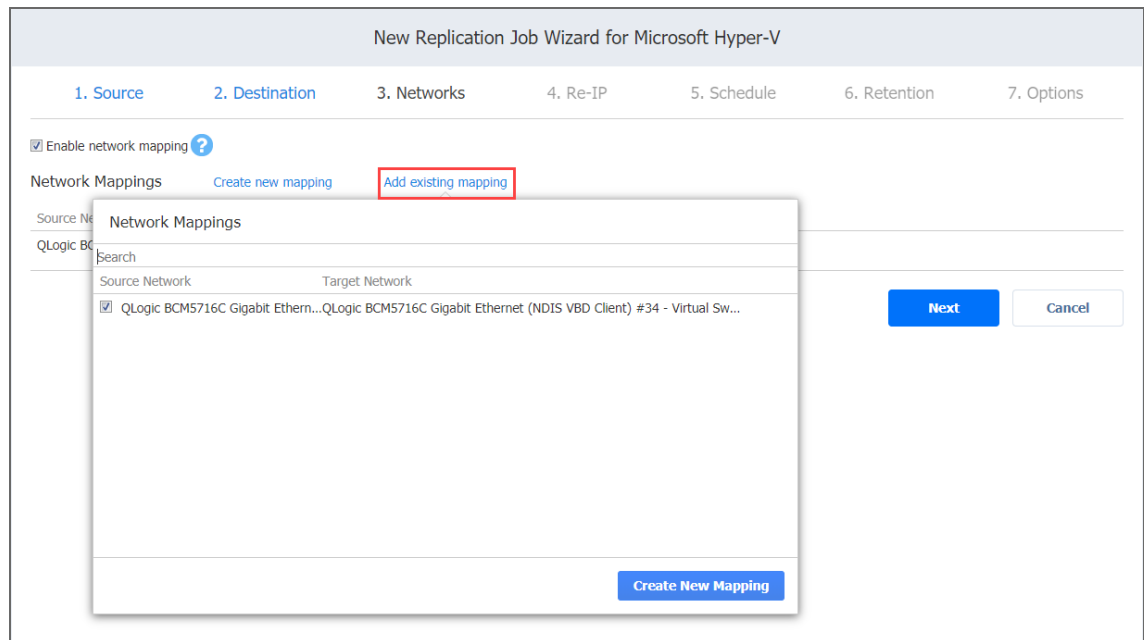 New Replication Job Wizard for Microsoft Hyper-V
1. Source 2. Destination 3. Networks 4. Re-IP 5. Schedule 6. Retention 7. Options
Enable network mapping ?
Network Mappings Create new mapping Add existing mapping
Source Ne
QLogic BC
Network Mappings
Search
Source Network Target Network
QLogic BCM5716C Gigabit Ethern...QLogic BCM5716C Gigabit Ethernet (NDIS VBD Client) #34 - Virtual Sw...
Create New Mapping
Next Cancel